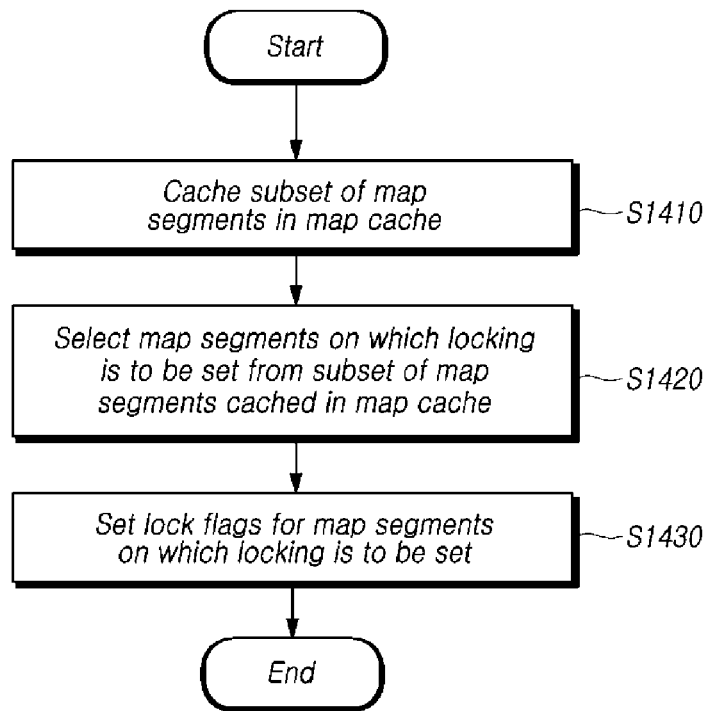 Start
Cache subset of map
segments in map cache
S1410
Select map segments on which locking
is to be set from subset of map
segments cached in map cache
S1420
Set lock flags for map segments
on which locking is to be set
S1430
End